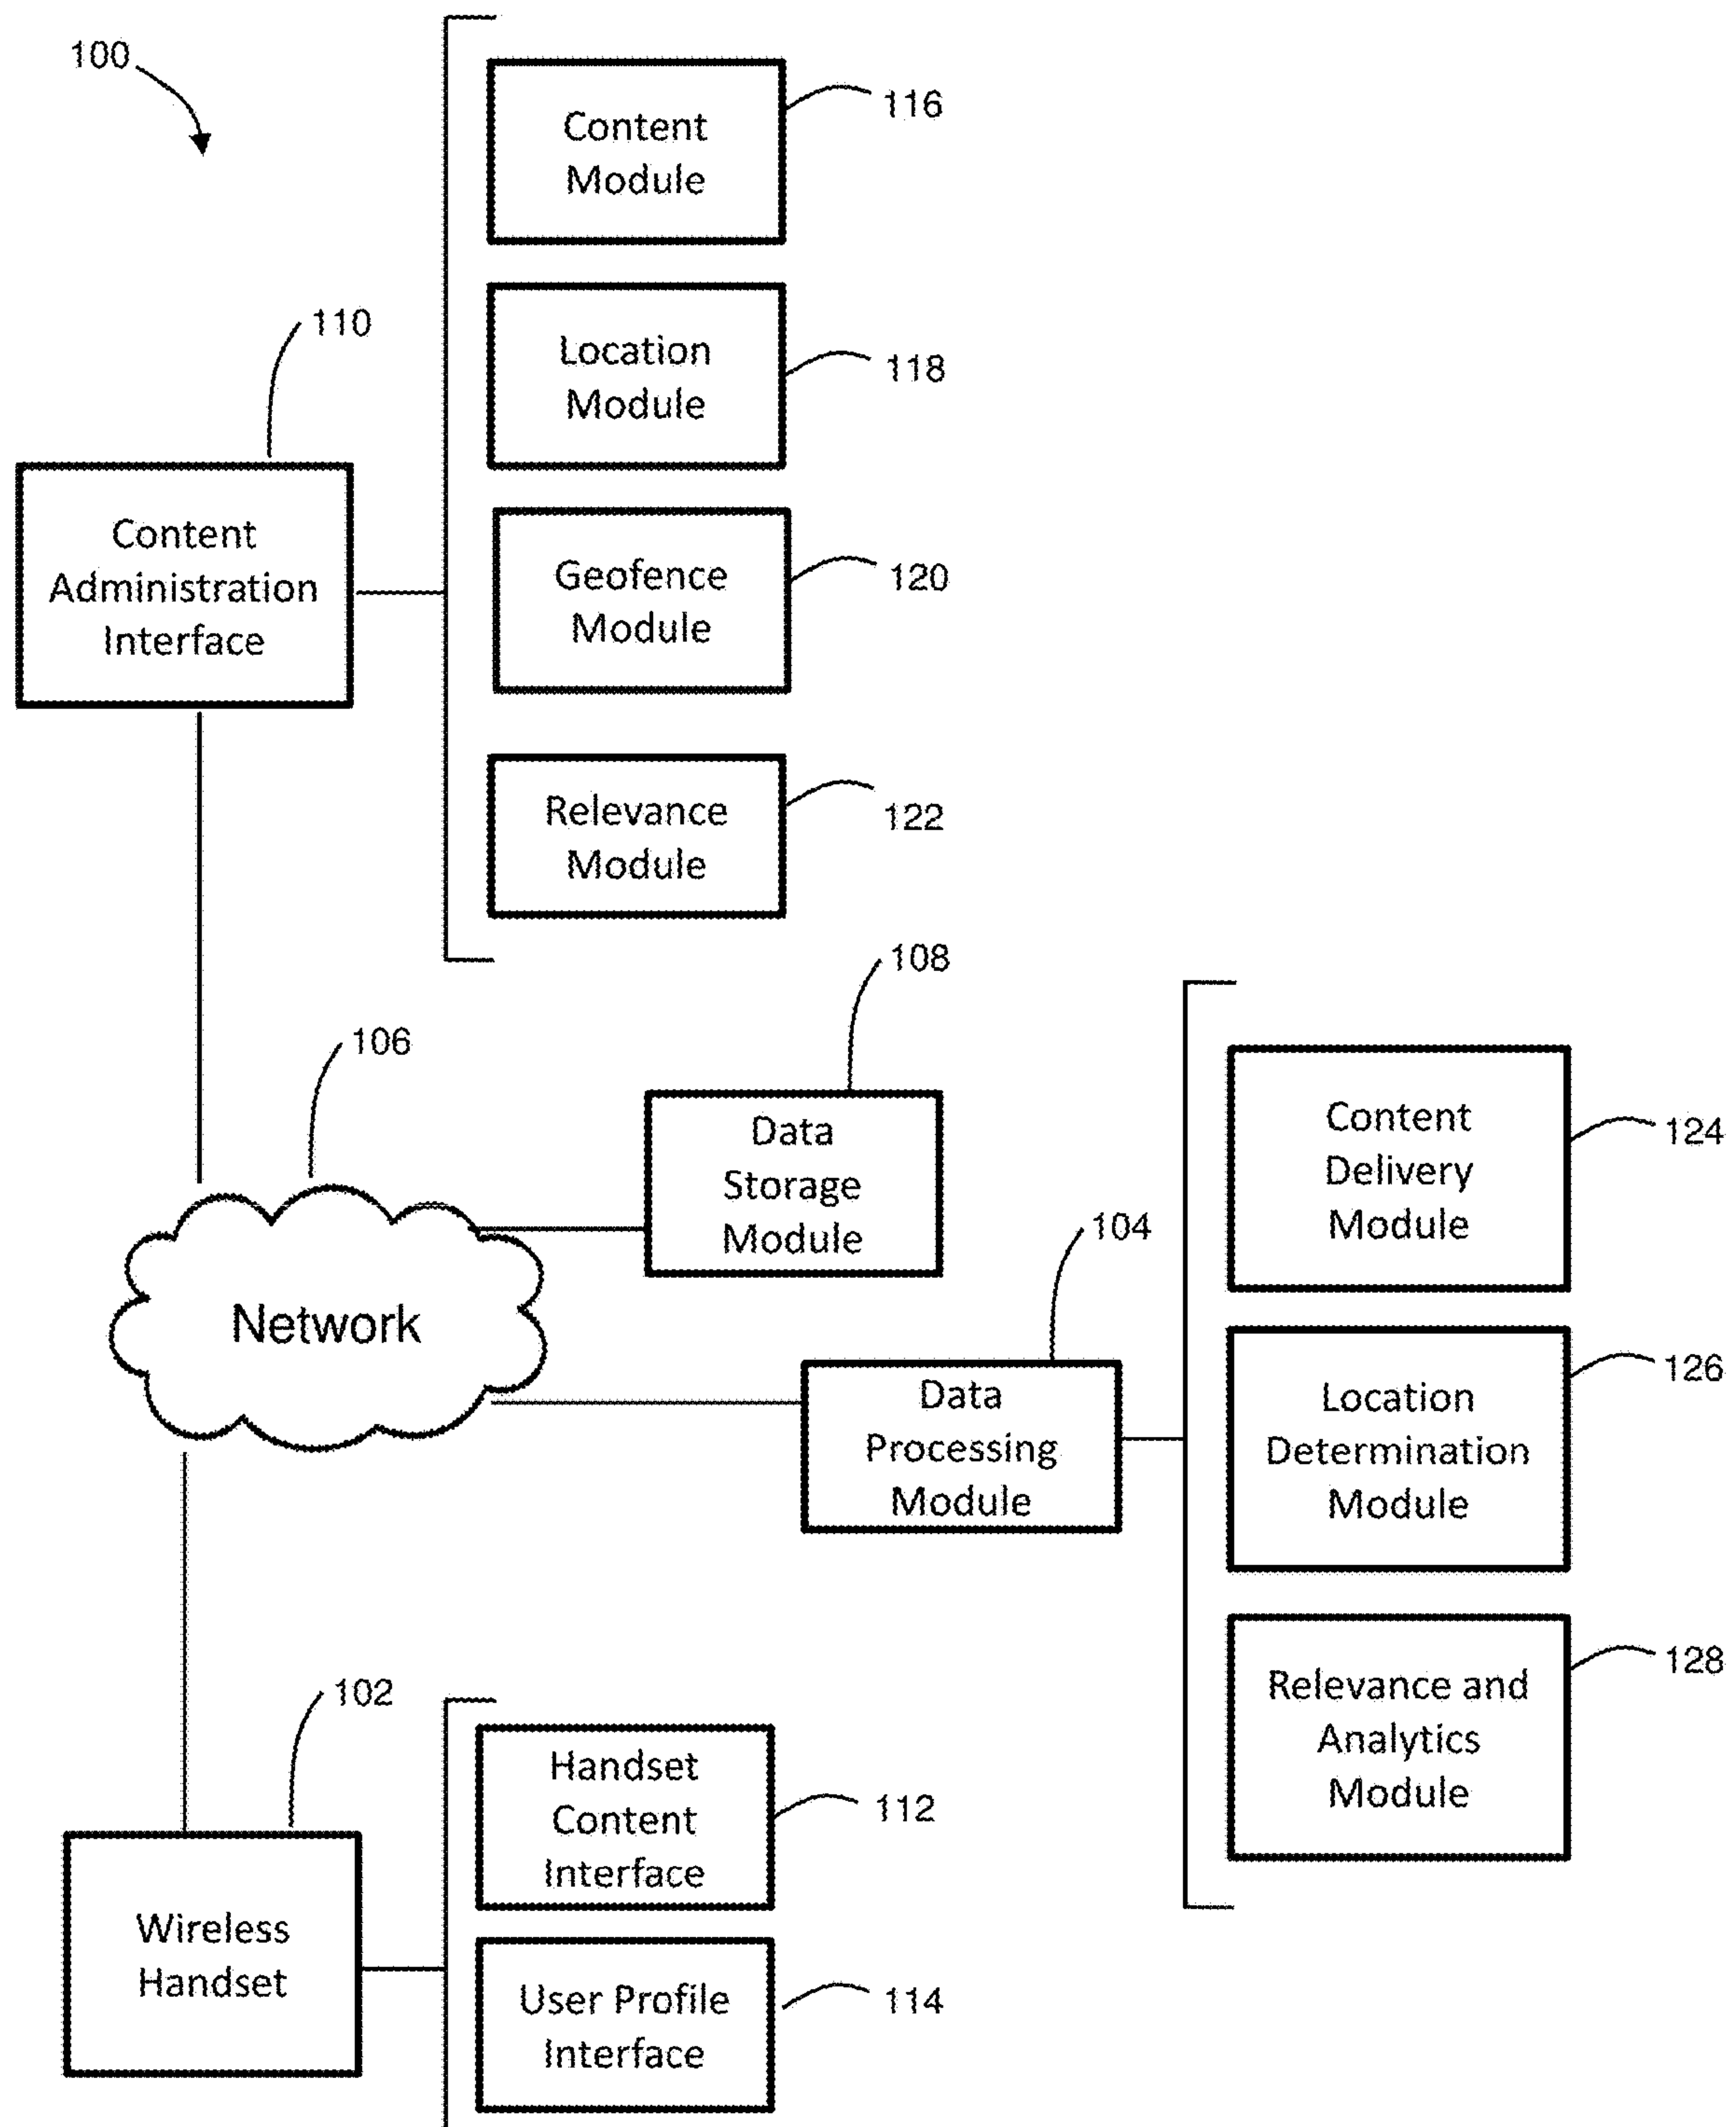 100
Content
Module
116
Location
Module
118
110
Content
Administration
Interface
Geofence
Module
120
Relevance
Module
122
108
106
Data
Storage
Module
Network
104
Data
Processing
Module
Content
Delivery
Module
124
Location
Determination
Module
126
Relevance and
Analytics
Module
128
102
Wireless
Handset
Handset
Content
Interface
112
User Profile
Interface
114